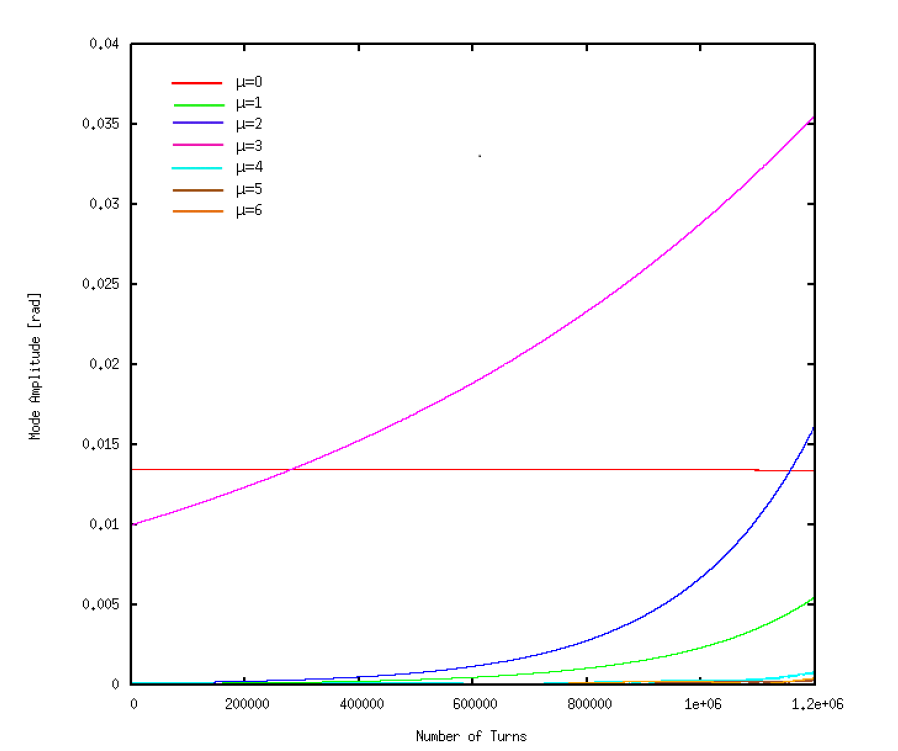 0.04
0.035
0.03
0.025
0.02
0.015
0.01
0.005
0
μ=0
μ=1
μ=2
μ=3
μ=4
μ=5
μ=6
Mode Amplitude [rad]
0
200000
400000
600000
800000
1e+06
1.2e+06
Number of Turns